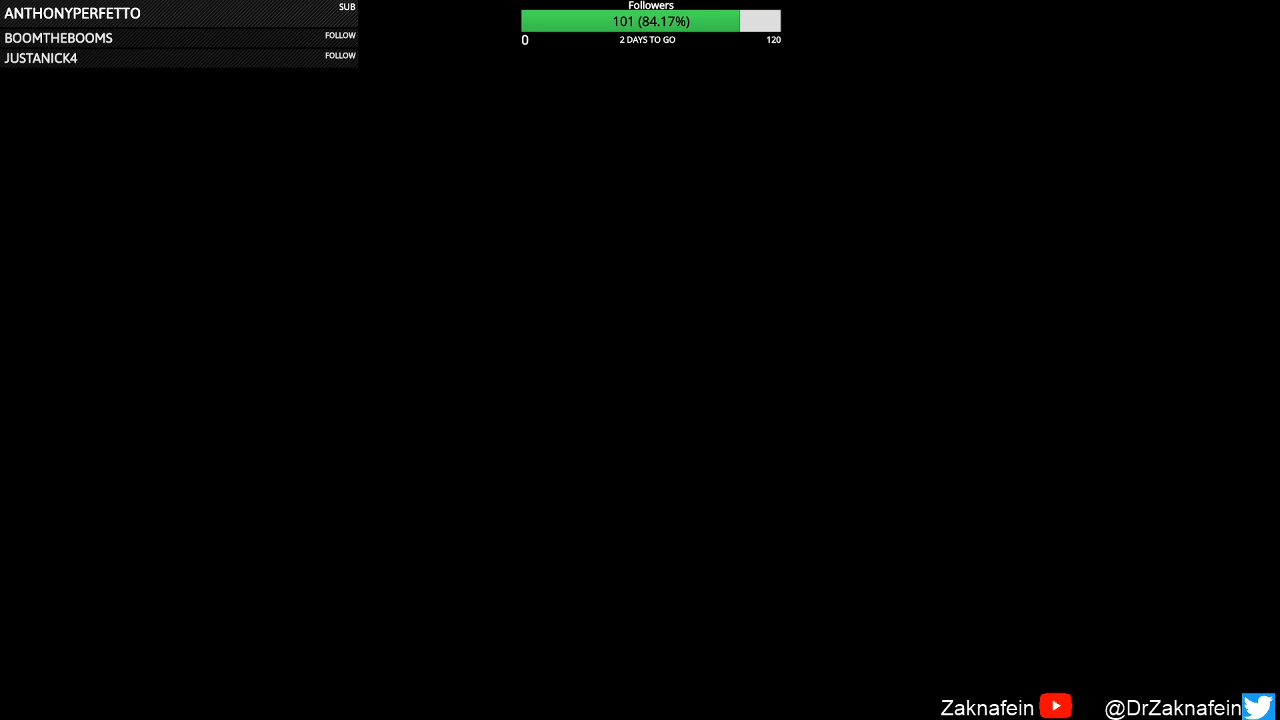 ANTHONYPERFETTO SUB
BOOMTHEBOOMS FOLLOW
JUSTANICK4 FOLLOW
Followers
101 (84.17%)
0 2 DAYS TO GO 120
Zaknafein @DrZaknafein